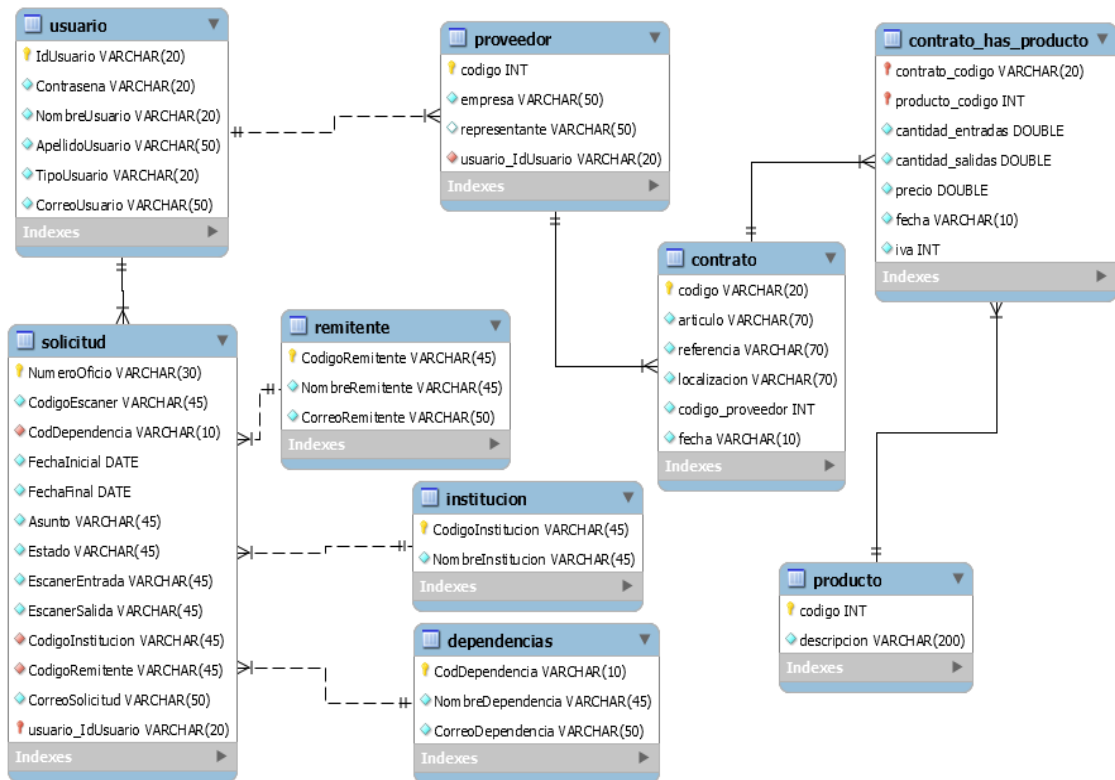 usuario
IdUsuario VARCHAR(20)
Contrasena VARCHAR(20)
NombreUsuario VARCHAR(20)
ApellidoUsuario VARCHAR(50)
TipoUsuario VARCHAR(20)
CorreoUsuario VARCHAR(50)
Indexes
proveedor
codigo INT
empresa VARCHAR(50)
representante VARCHAR(50)
usuario_IdUsuario VARCHAR(20)
Indexes
contrato_has_producto
contrato_codigo VARCHAR(20)
producto_codigo INT
cantidad_entradas DOUBLE
cantidad_salidas DOUBLE
precio DOUBLE
fecha VARCHAR(10)
iva INT
Indexes
contrato
codigo VARCHAR(20)
articulo VARCHAR(70)
referencia VARCHAR(70)
localizacion VARCHAR(70)
codigo_proveedor INT
fecha VARCHAR(10)
Indexes
solicitud
NumeroOficio VARCHAR(30)
CodigoEscaner VARCHAR(45)
CodDependencia VARCHAR(10)
FechaInicial DATE
FechaFinal DATE
Asunto VARCHAR(45)
Estado VARCHAR(45)
EscanerEntrada VARCHAR(45)
EscanerSalida VARCHAR(45)
CodigoInstitucion VARCHAR(45)
CodigoRemitente VARCHAR(45)
CorreoSolicitud VARCHAR(50)
usuario_IdUsuario VARCHAR(20)
Indexes
remitente
CodigoRemitente VARCHAR(45)
NombreRemitente VARCHAR(45)
CorreoRemitente VARCHAR(50)
Indexes
institucion
CodigoInstitucion VARCHAR(45)
NombreInstitucion VARCHAR(45)
Indexes
producto
codigo INT
descripcion VARCHAR(200)
Indexes
dependencias
CodDependencia VARCHAR(10)
NombreDependencia VARCHAR(45)
CorreoDependencia VARCHAR(50)
Indexes